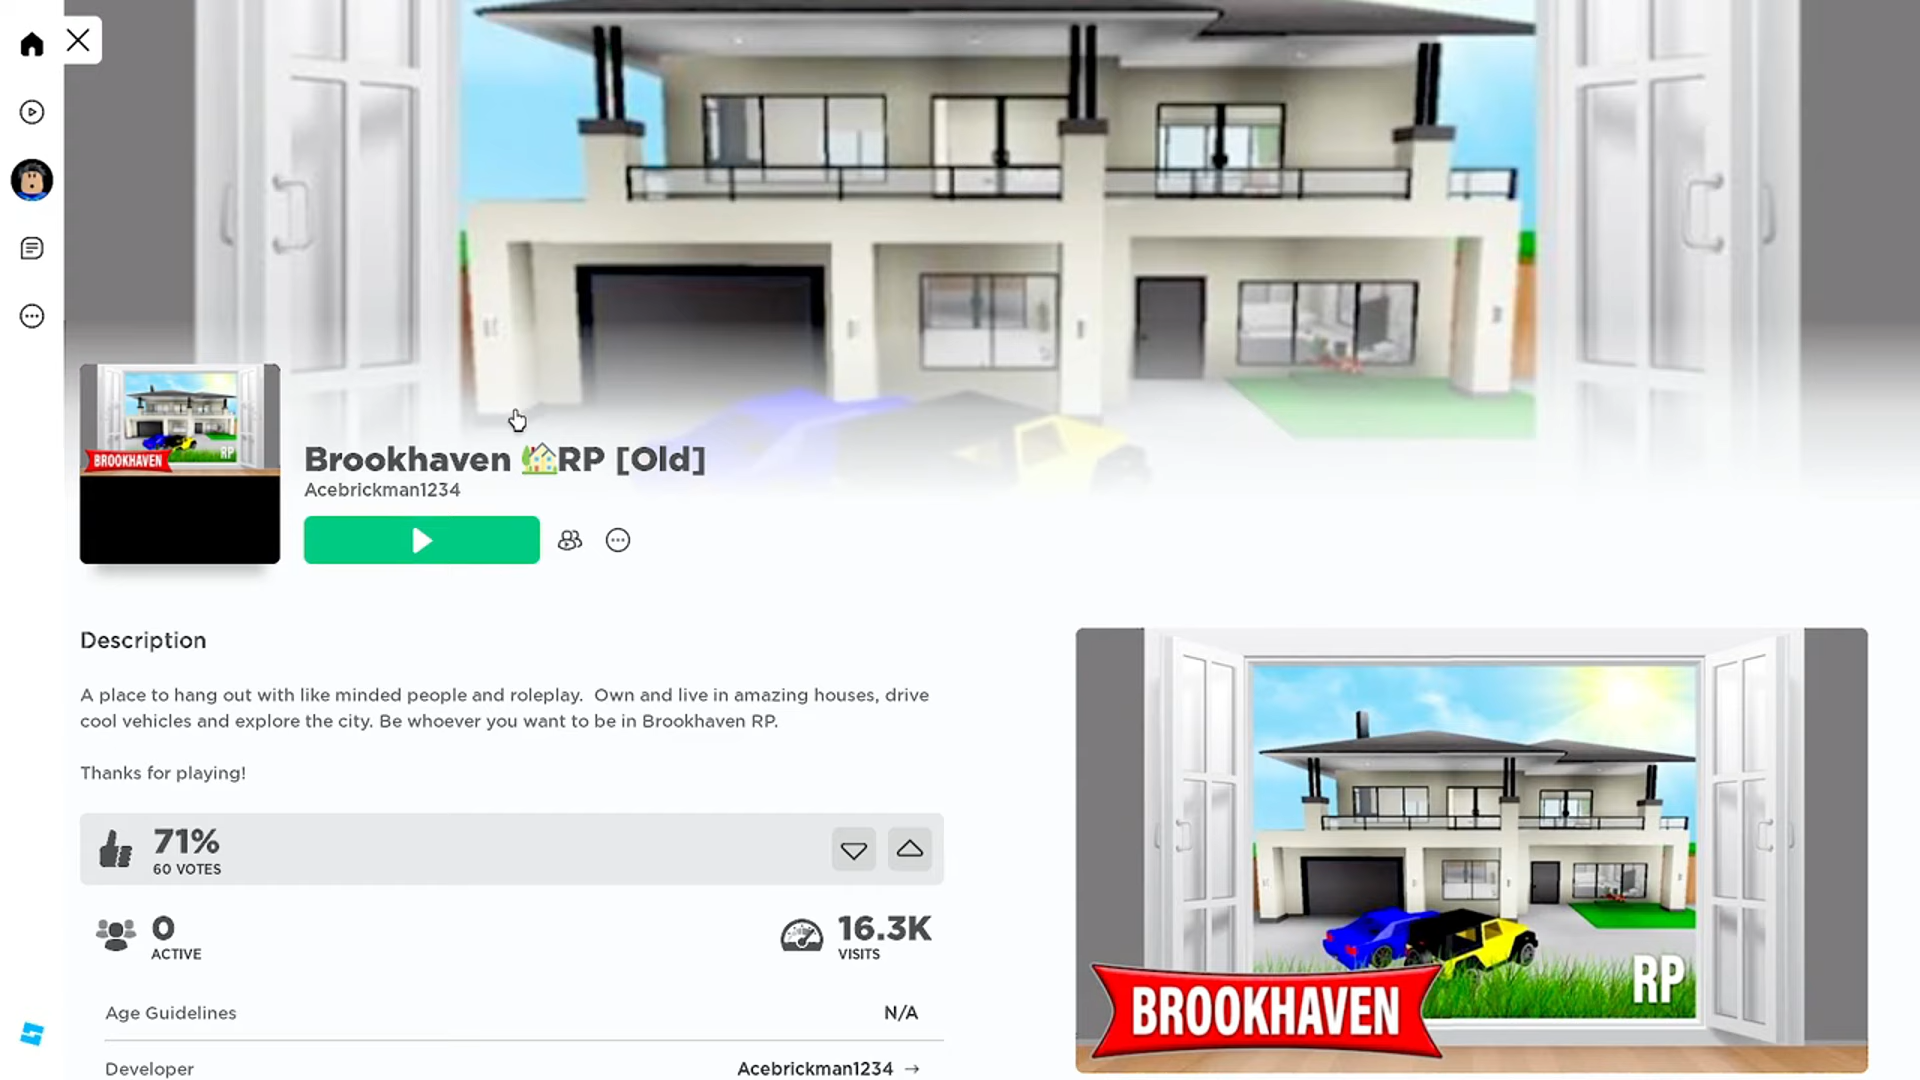 BROOKHAVEN
RP
Brookhaven 🏡RP [Old]
Acebrickman1234
Description
A place to hang out with like minded people and roleplay.  Own and live in amazing houses, drive
cool vehicles and explore the city. Be whoever you want to be in Brookhaven RP.
Thanks for playing!
71%
60 VOTES
0
ACTIVE
16.3K
VISITS
Age Guidelines
N/A
Developer
Acebrickman1234 →
RP
BROOKHAVEN